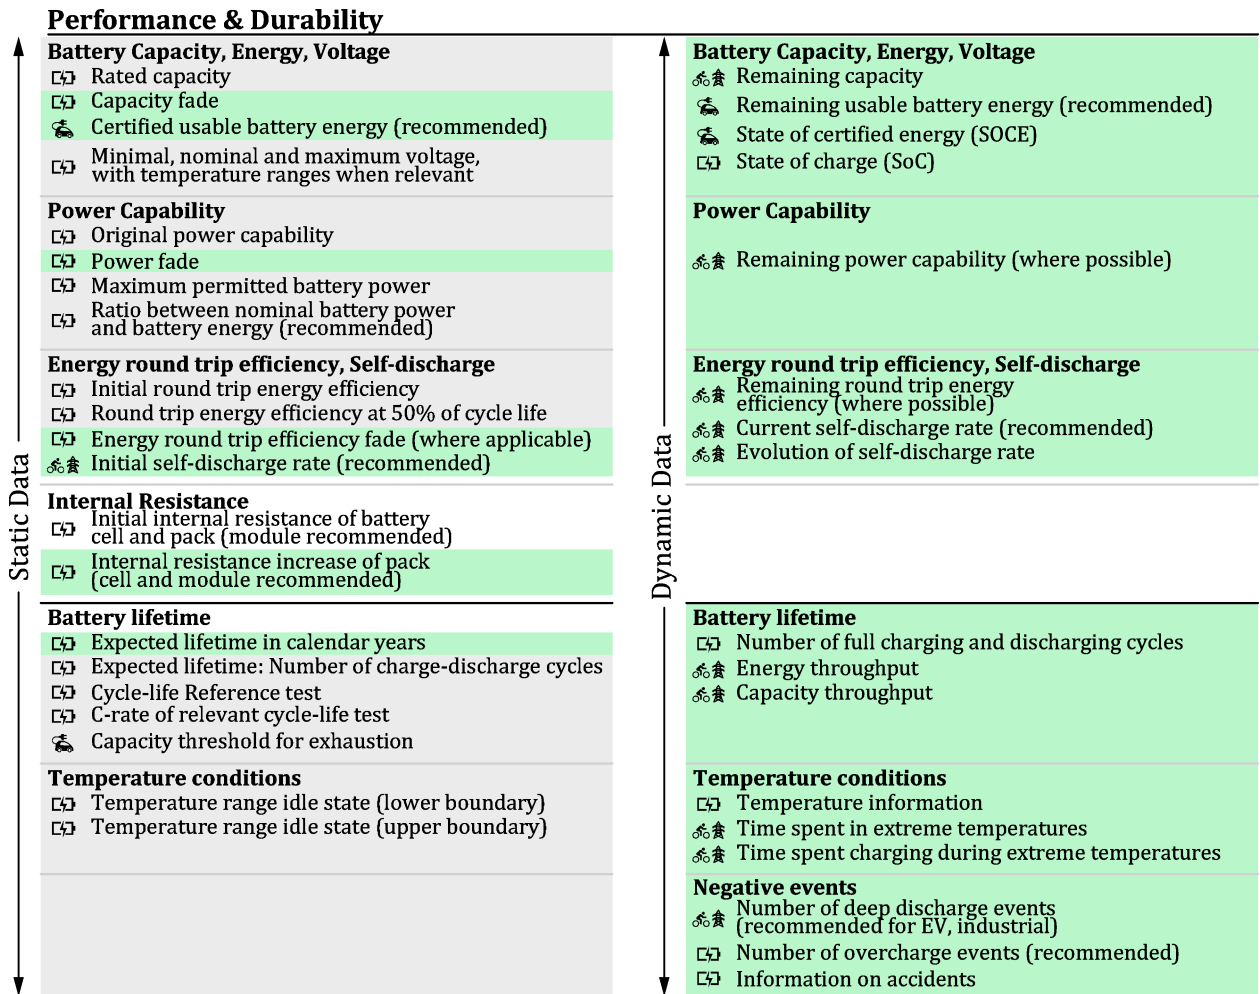 Performance & Durability
Static Data
Battery Capacity, Energy, Voltage
Rated capacity
Capacity fade
Certified usable battery energy (recommended)
Minimal, nominal and maximum voltage,
with temperature ranges when relevant
Power Capability
Original power capability
Power fade
Maximum permitted battery power
Ratio between nominal battery power
and battery energy (recommended)
Energy round trip efficiency, Self-discharge
Initial round trip energy efficiency
Round trip energy efficiency at 50% of cycle life
Energy round trip efficiency fade (where applicable)
Initial self-discharge rate (recommended)
Internal Resistance
Initial internal resistance of battery
cell and pack (module recommended)
Internal resistance increase of pack
(cell and module recommended)
Battery lifetime
Expected lifetime in calendar years
Expected lifetime: Number of charge-discharge cycles
Cycle-life Reference test
C-rate of relevant cycle-life test
Capacity threshold for exhaustion
Temperature conditions
Temperature range idle state (lower boundary)
Temperature range idle state (upper boundary)
Dynamic Data
Battery Capacity, Energy, Voltage
Remaining capacity
Remaining usable battery energy (recommended)
State of certified energy (SOCE)
State of charge (SoC)
Power Capability
Remaining power capability (where possible)
Energy round trip efficiency, Self-discharge
Remaining round trip energy
efficiency (where possible)
Current self-discharge rate (recommended)
Evolution of self-discharge rate
Battery lifetime
Number of full charging and discharging cycles
Energy throughput
Capacity throughput
Temperature conditions
Temperature information
Time spent in extreme temperatures
Time spent charging during extreme temperatures
Negative events
Number of deep discharge events
(recommended for EV, industrial)
Number of overcharge events (recommended)
Information on accidents